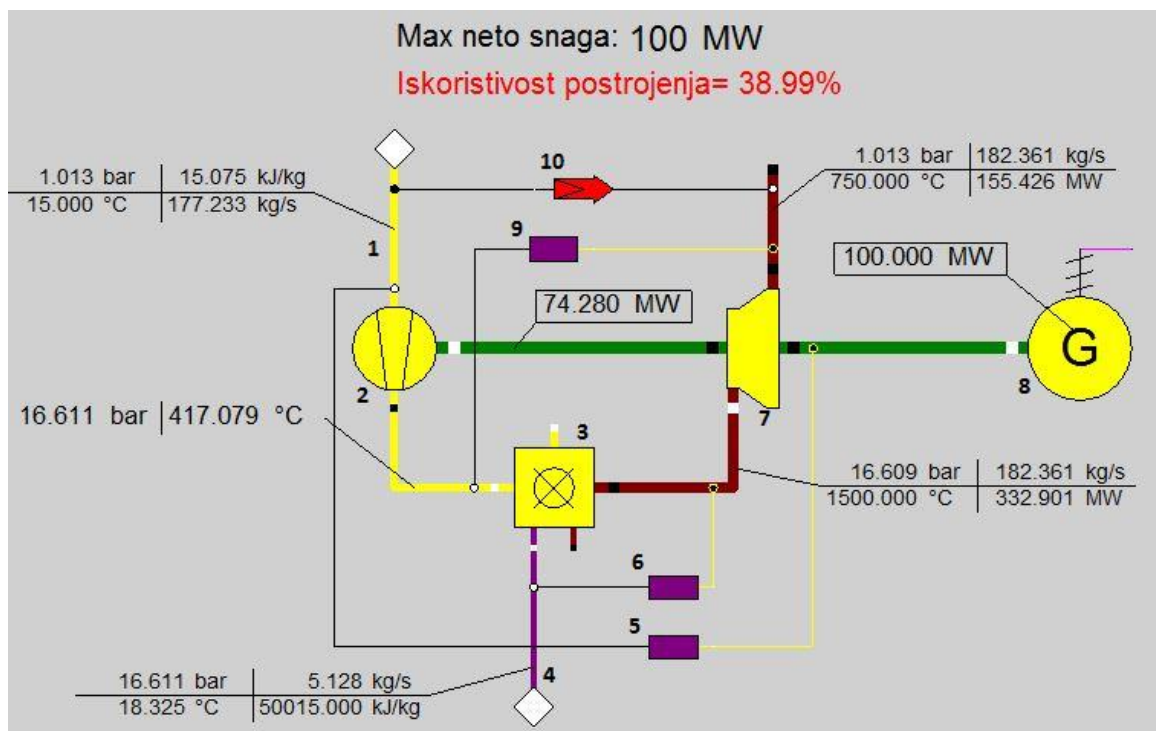 Max neto snaga: 100 MW
Iskoristivost postrojenja= 38.99%
1.013 bar 15.075 kJ/kg
15.000 °C 177.233 kg/s
10
1.013 bar 182.361 kg/s
750.000 °C 155.426 MW
1
9
100.000 MW
74.280 MW
G
2
7
8
16.611 bar 417.079 °C
3
16.609 bar 182.361 kg/s
1500.000 °C 332.901 MW
6
5
4
16.611 bar 5.128 kg/s
18.325 °C 50015.000 kJ/kg